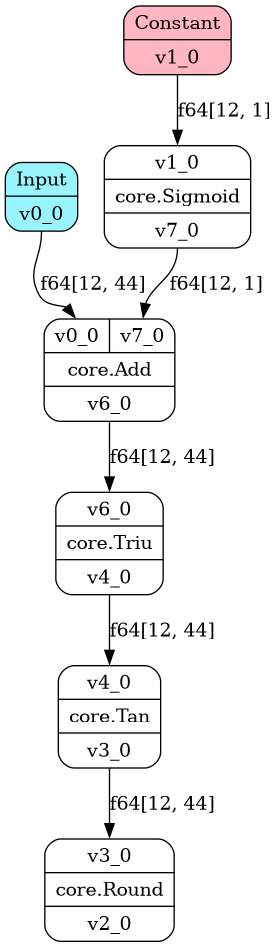 Constant
v1_0
f64[12, 1]
Input
v0_0
v1_0
core.Sigmoid
v7_0
f64[12, 44]
f64[12, 1]
v0_0 v7_0
core.Add
v6_0
f64[12, 44]
v6_0
core.Triu
v4_0
f64[12, 44]
v4_0
core.Tan
v3_0
f64[12, 44]
v3_0
core.Round
v2_0